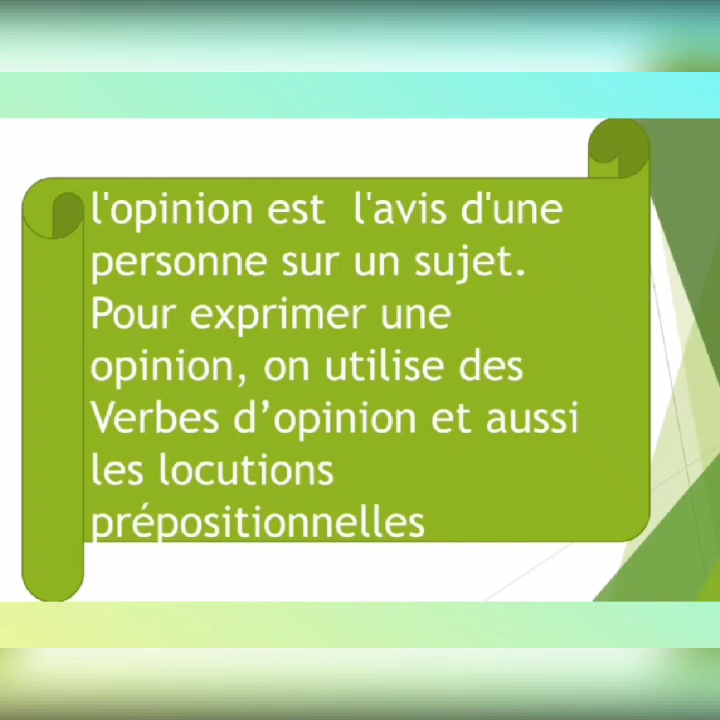 l'opinion est  l'avis d'une
personne sur un sujet.
Pour exprimer une
opinion, on utilise des
Verbes d’opinion et aussi
les locutions
prépositionnelles